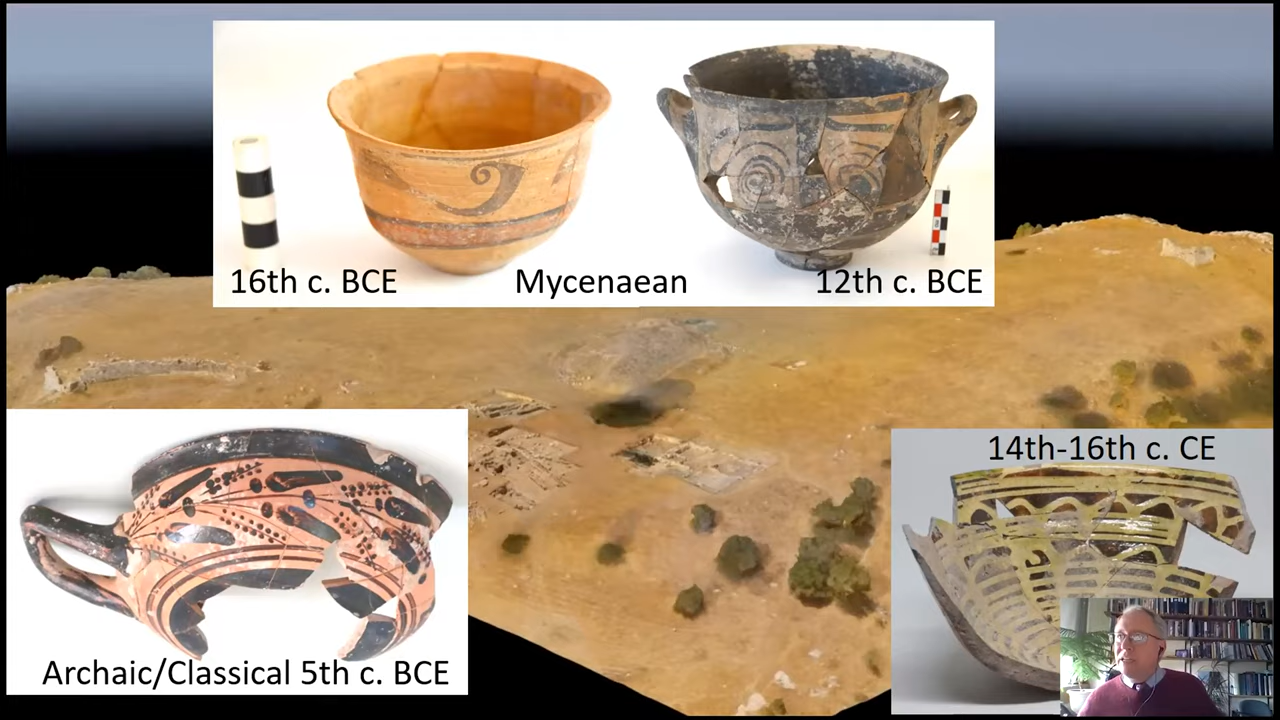 16th c. BCE
Mycenaean
12th c. BCE
Archaic/Classical 5th c. BCE
14th-16th c. CE